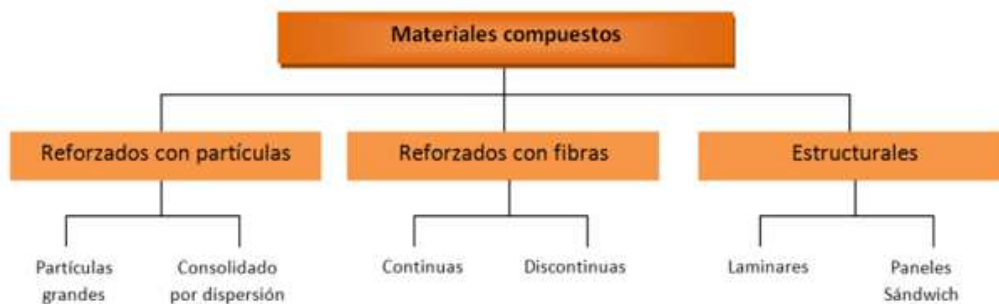 Materiales compuestos
Reforzados con partículas
Reforzados con fibras
Estructurales
Partículas
grandes
Consolidado
por dispersión
Continuas
Discontinuas
Laminares
Paneles
Sándwich